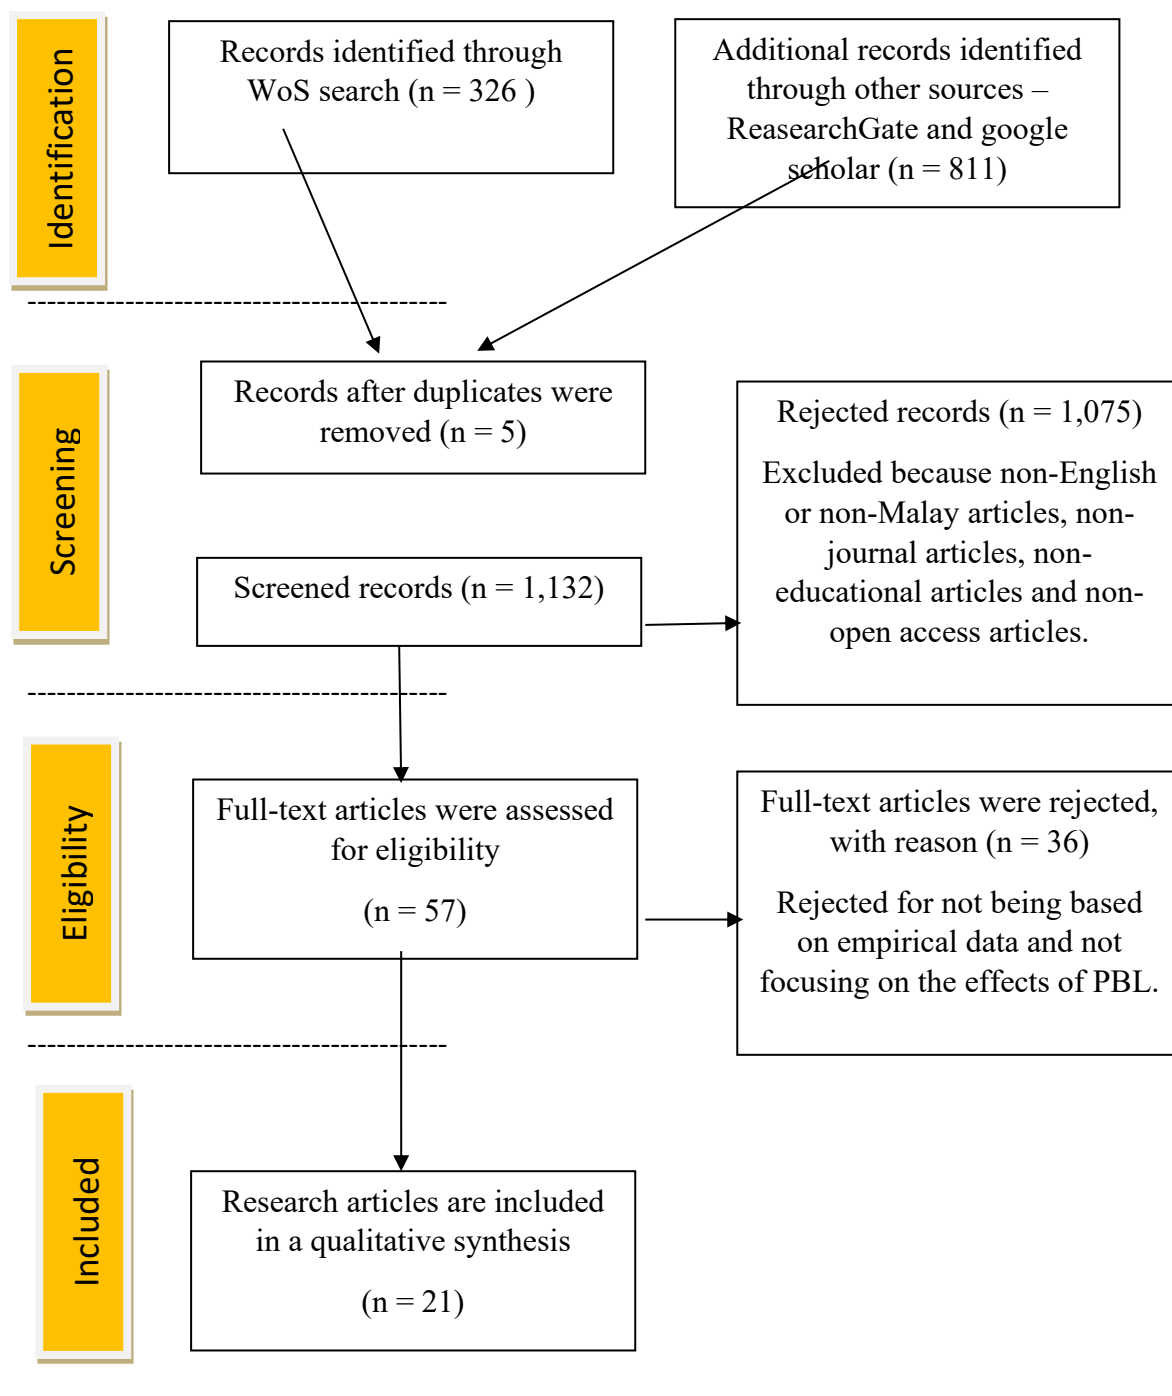 Identification
Records identified through
WoS search (n = 326 )
Additional records identified
through other sources –
ReasearchGate and google
scholar (n = 811)
Screening
Records after duplicates were
removed (n = 5)
Screened records (n = 1,132)
Rejected records (n = 1,075)
Excluded because non-English
or non-Malay articles, non-
journal articles, non-
educational articles and non-
open access articles.
Eligibility
Full-text articles were assessed
for eligibility
(n = 57)
Full-text articles were rejected,
with reason (n = 36)
Rejected for not being based
on empirical data and not
focusing on the effects of PBL.
Included
Research articles are included
in a qualitative synthesis
(n = 21)